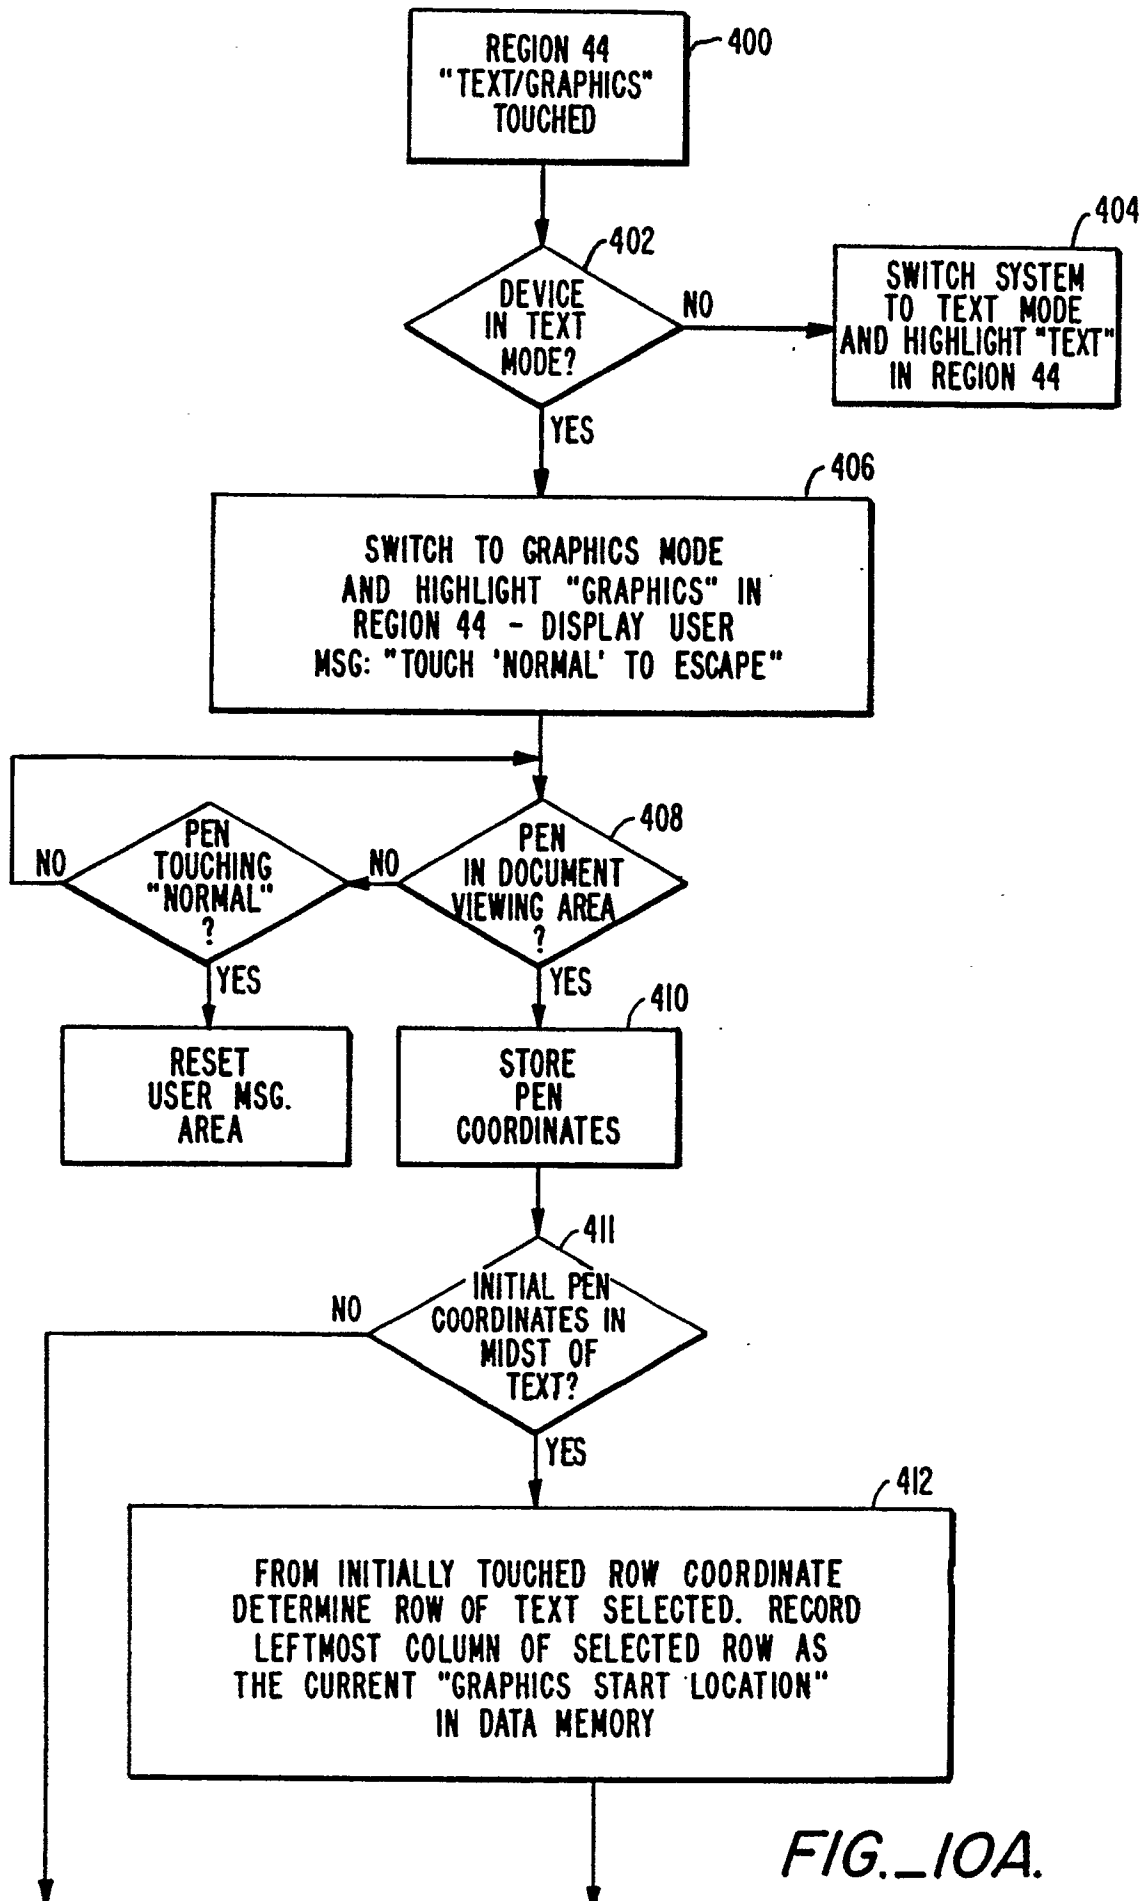 REGION 44
"TEXT/GRAPHICS"
TOUCHED
400
402
DEVICE
IN TEXT
MODE?
NO
404
SWITCH SYSTEM
TO TEXT MODE
AND HIGHLIGHT "TEXT"
IN REGION 44
YES
406
SWITCH TO GRAPHICS MODE
AND HIGHLIGHT "GRAPHICS" IN
REGION 44 - DISPLAY USER
MSG: "TOUCH 'NORMAL' TO ESCAPE"
408
PEN
IN DOCUMENT
VIEWING AREA
?
NO
PEN
TOUCHING
"NORMAL"
?
NO
YES
YES
RESET
USER MSG.
AREA
410
STORE
PEN
COORDINATES
411
INITIAL PEN
COORDINATES IN
MIDST OF
TEXT?
NO
YES
412
FROM INITIALLY TOUCHED ROW COORDINATE
DETERMINE ROW OF TEXT SELECTED. RECORD
LEFTMOST COLUMN OF SELECTED ROW AS
THE CURRENT "GRAPHICS START LOCATION"
IN DATA MEMORY
FIG._10A.